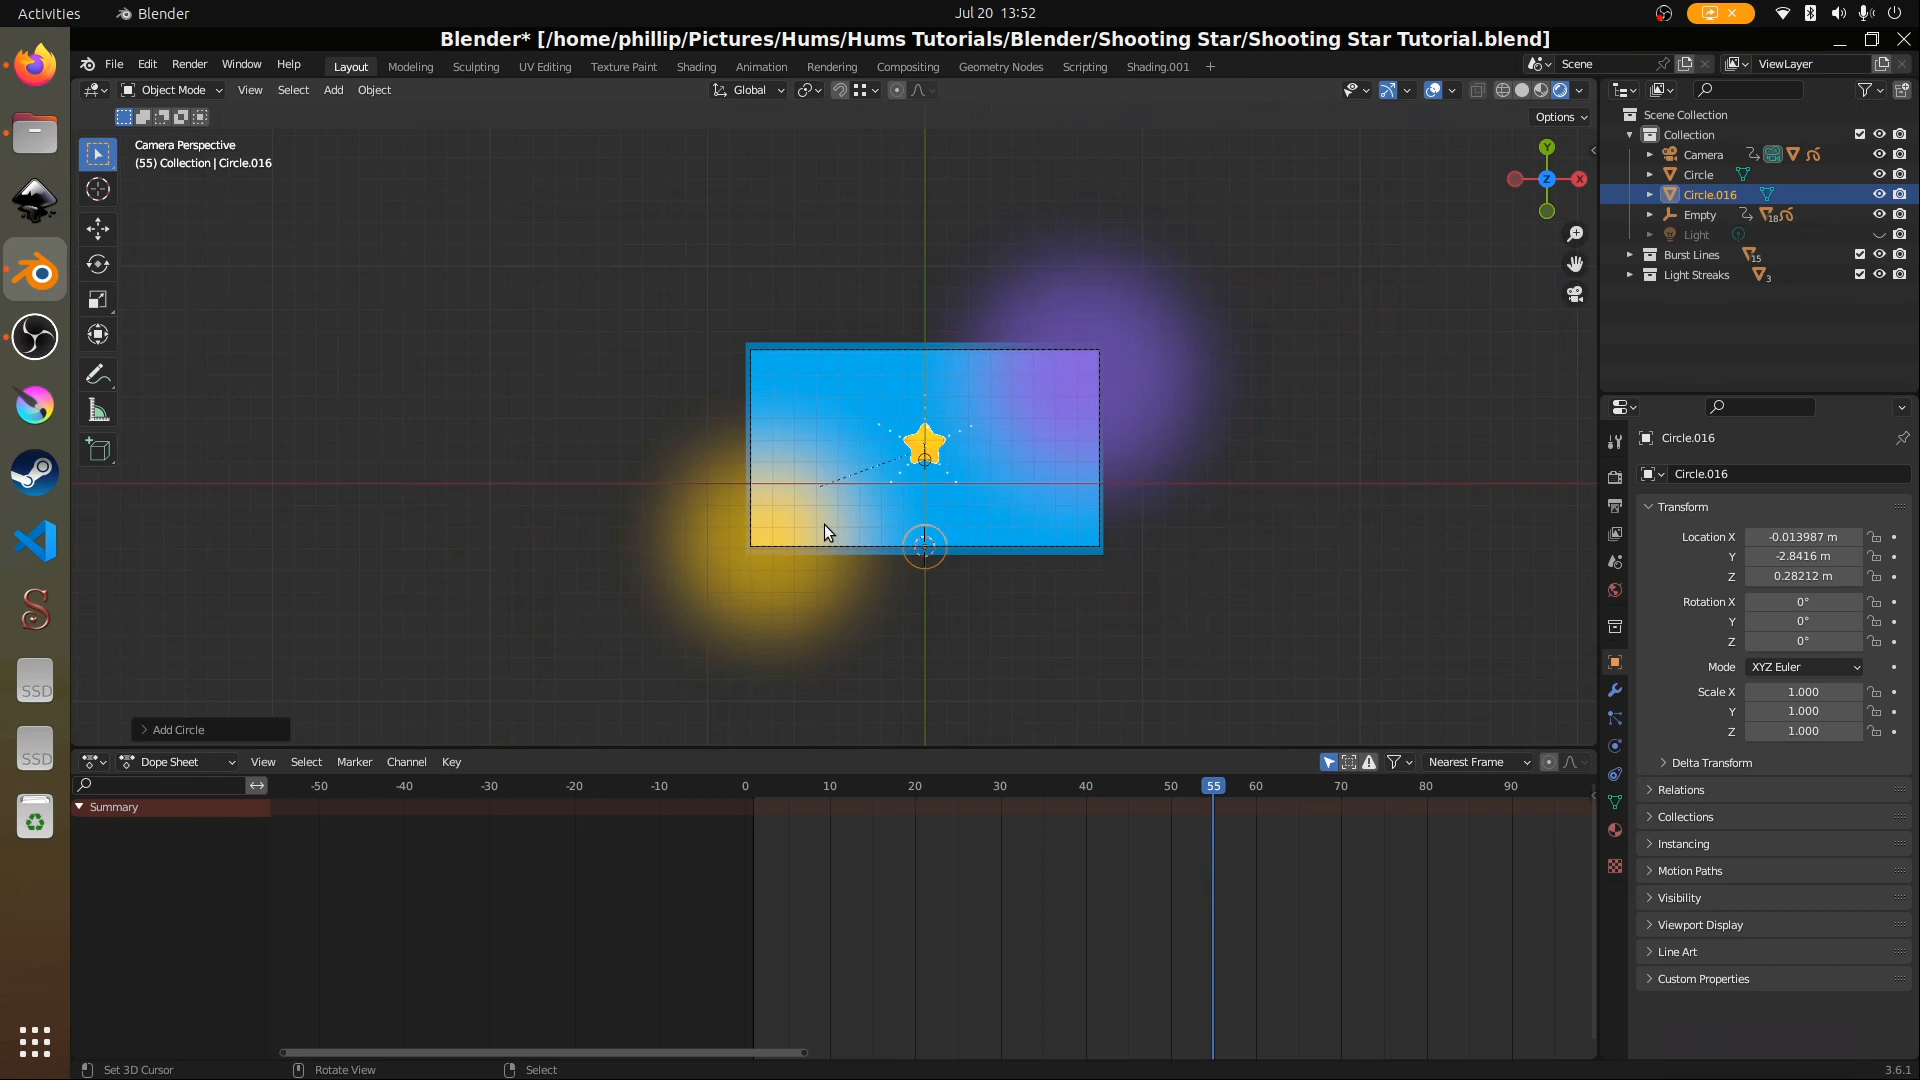 Activities Blender Jul 20 13:52
Blender* [/home/phillip/Pictures/Hums/Hums Tutorials/Blender/Shooting Star/Shooting Star Tutorial.blend]
File Edit Render Window Help Layout Modeling Sculpting UV Editing Texture Paint Shading Animation Rendering Compositing Geometry Nodes Scripting Shading.001 + Scene ViewLayer
Object Mode View Select Add Object Global
Options
Camera Perspective
(55) Collection | Circle.016
Y
X
Z
Scene Collection
Collection
Camera
Circle
Circle.016
Empty 18
Light
Burst Lines 15
Light Streaks 3
Circle.016
Circle.016
Transform
Location X -0.013987 m
Y -2.8416 m
Z 0.28212 m
Rotation X 0°
Y 0°
Z 0°
Mode XYZ Euler
Scale X 1.000
Y 1.000
Z 1.000
Delta Transform
Relations
Collections
Instancing
Motion Paths
Visibility
Viewport Display
Line Art
Custom Properties
SSD
SSD
Add Circle
Dope Sheet View Select Marker Channel Key Nearest Frame
-50 -40 -30 -20 -10 0 10 20 30 40 50 55 60 70 80 90
Summary
Set 3D Cursor Rotate View Select 3.6.1